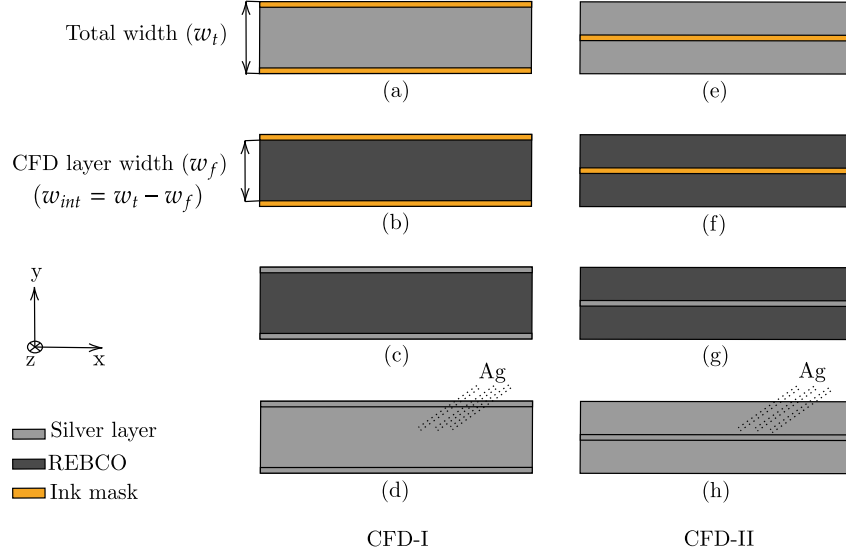 Total width (w_t)
(a)
(e)
CFD layer width (w_f)
(w_int = w_t − w_f)
(b)
(f)
y
z
x
(c)
(g)
Ag
Ag
Silver layer
REBCO
Ink mask
(d)
(h)
CFD-I
CFD-II